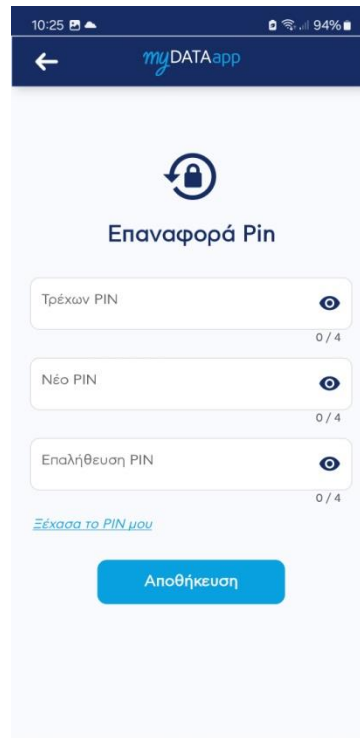 10:25 94%
myDATAapp
Επαναφορά Pin
Τρέχων PIN
0 / 4
Νέο PIN
0 / 4
Επαλήθευση PIN
0 / 4
Ξέχασα το PIN μου
Αποθήκευση